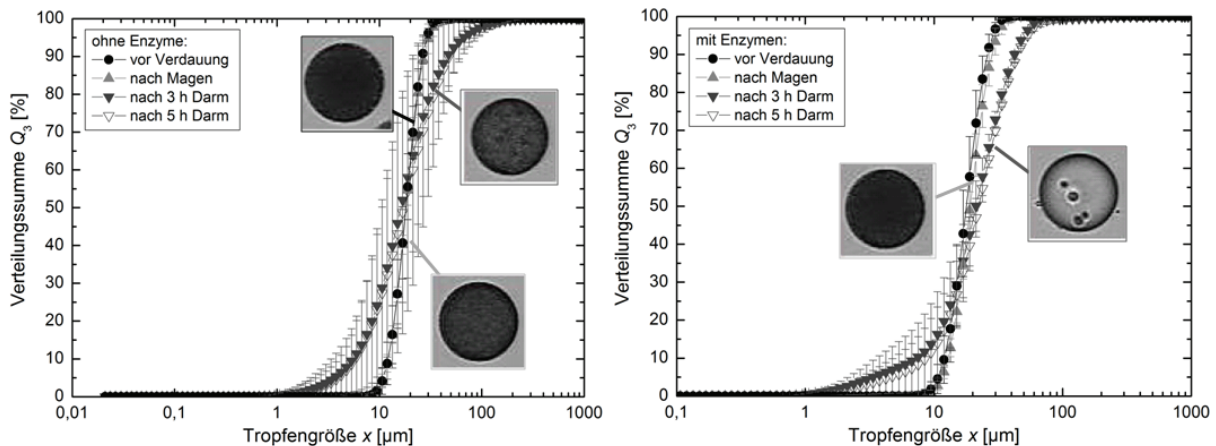 100
90
80
70
60
50
40
30
20
10
0
Verteilungssumme Q3 [%]
ohne Enzyme:
vor Verdauung
nach Magen
nach 3 h Darm
nach 5 h Darm
0,01 0,1 1 10 100 1000
Tropfengröße x [µm]
100
90
80
70
60
50
40
30
20
10
0
Verteilungssumme Q3 [%]
mit Enzymen:
vor Verdauung
nach Magen
nach 3 h Darm
nach 5 h Darm
0,1 1 10 100 1000
Tropfengröße x [µm]